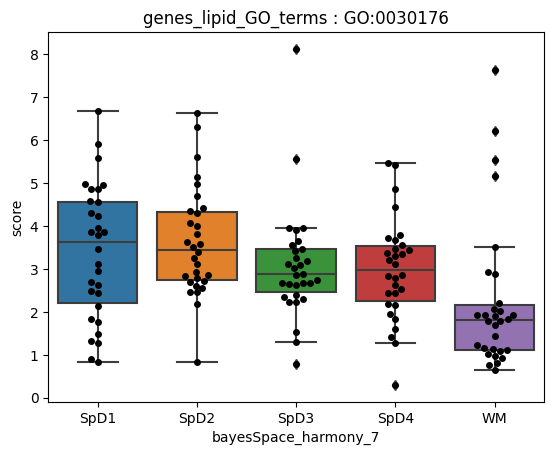 genes_lipid_GO_terms : GO:0030176
score
8
7
6
5
4
3
2
1
0
SpD1 SpD2 SpD3 SpD4 WM
bayesSpace_harmony_7